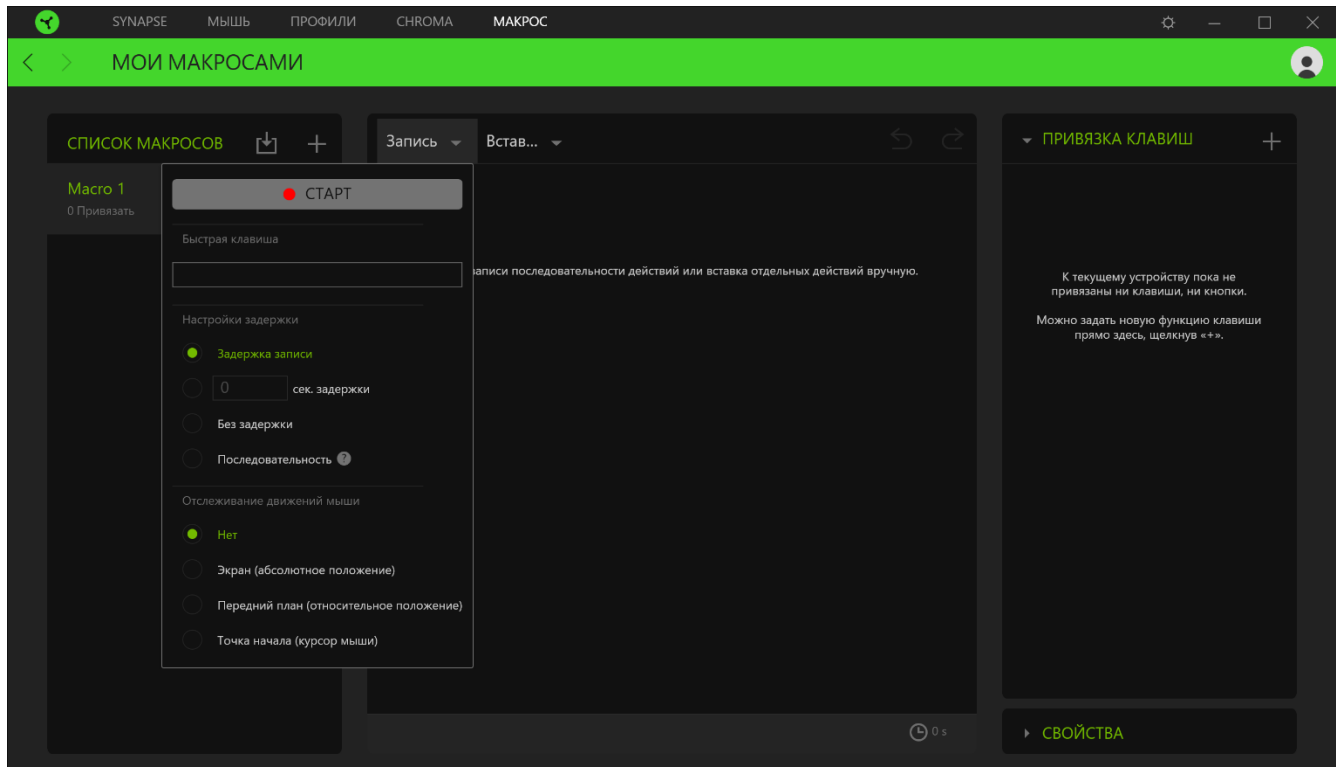 SYNAPSE МЫШЬ ПРОФИЛИ CHROMA МАКРОС
МОИ МАКРОСАМИ
СПИСОК МАКРОСОВ
Macro 1
0 Привязать
Запись
Встав...
СТАРТ
Быстрая клавиша
Настройки задержки
Задержка записи
0 сек. задержки
Без задержки
Последовательность ?
Отслеживание движений мыши
Нет
Экран (абсолютное положение)
Передний план (относительное положение)
Точка начала (курсор мыши)
записи последовательности действий или вставка отдельных действий вручную.
0 s
ПРИВЯЗКА КЛАВИШ
К текущему устройству пока не
привязаны ни клавиши, ни кнопки.
Можно задать новую функцию клавиши
прямо здесь, щелкнув «+».
СВОЙСТВА